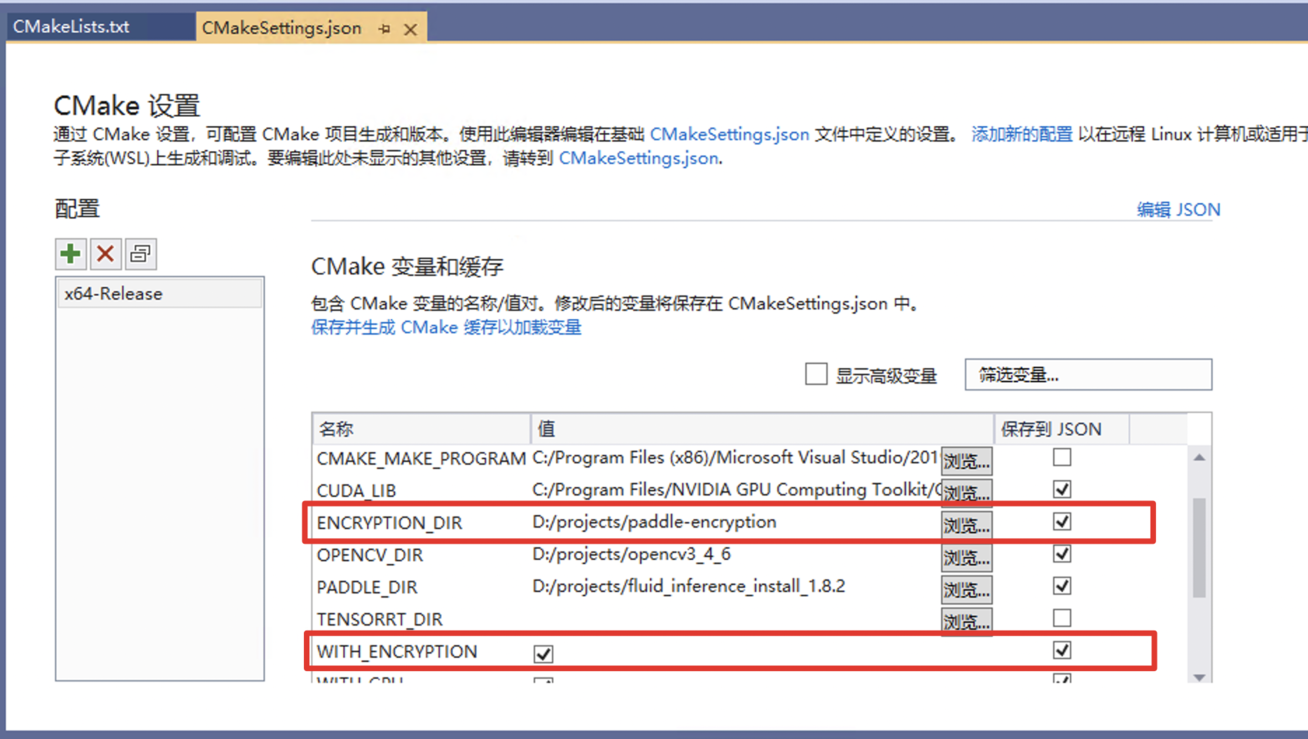 CMakeLists.txt
CMakeSettings.json
CMake 设置
通过 CMake 设置，可配置 CMake 项目生成和版本。使用此编辑器编辑在基础 CMakeSettings.json 文件中定义的设置。 添加新的配置 以在远程 Linux 计算机或适用于
子系统(WSL)上生成和调试。要编辑此处未显示的其他设置，请转到 CMakeSettings.json.
配置
编辑 JSON
x64-Release
CMake 变量和缓存
包含 CMake 变量的名称/值对。修改后的变量将保存在 CMakeSettings.json 中。
保存并生成 CMake 缓存以加载变量
显示高级变量 筛选变量...
名称 值 保存到 JSON
CMAKE_MAKE_PROGRAM C:/Program Files (x86)/Microsoft Visual Studio/201 浏览...
CUDA_LIB C:/Program Files/NVIDIA GPU Computing Toolkit/ 浏览...
ENCRYPTION_DIR D:/projects/paddle-encryption 浏览...
OPENCV_DIR D:/projects/opencv3_4_6 浏览...
PADDLE_DIR D:/projects/fluid_inference_install_1.8.2 浏览...
TENSORRT_DIR 浏览...
WITH_ENCRYPTION
WITH_GPU